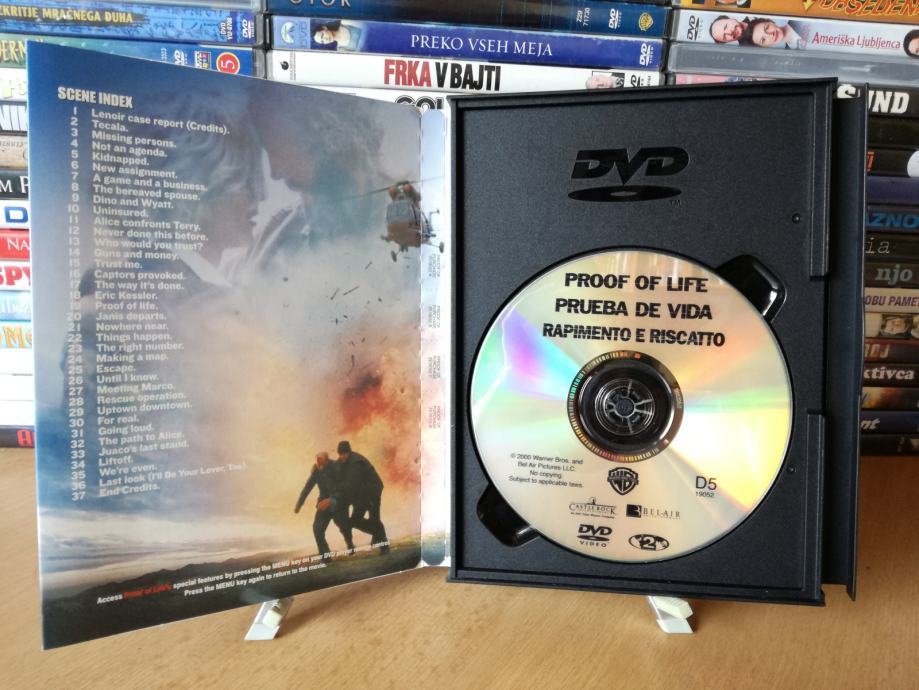 ZKRITJE MRAČNEGA DUHA
PREKO VSEH MEJA
FRKA V BAJTI
Ameriška Ljubljenca
SCENE INDEX
1 Lenoir case report (Credits).
2 Tecala.
3 Missing persons.
4 Not an agenda.
5 Kidnapped.
6 New assignment.
7 A game and a business.
8 The bereaved spouse.
9 Dino and Wyatt.
10 Uninsured.
11 Alice confronts Terry.
12 Never done this before.
13 Who would you trust?
14 Guns and money.
15 Trust me.
16 Captors provoked.
17 The way it's done.
18 Eric Kessler.
19 Proof of life.
20 Janis departs.
21 Nowhere near.
22 Things happen.
23 The right number.
24 Making a map.
25 Escape.
26 Until I know.
27 Meeting Marco.
28 Rescue operation.
29 Uptown downtown.
30 For real.
31 Going loud.
32 The path to Alice.
33 Juaco's last stand.
34 Liftoff.
35 We're even.
36 Last look (I'll Be Your Lover, Too).
37 End Credits.
Access Proof of Life's special features by pressing the MENU key on your DVD player remote control.
Press the MENU key again to return to the movie.
DVD
TM
PROOF OF LIFE
PRUEBA DE VIDA
RAPIMENTO E RISCATTO
© 2000 Warner Bros. and
Bel Air Pictures LLC.
No copying.
Subject to applicable laws.
WB
D5
19052
CASTLE ROCK
BEL-AIR
DVD
VIDEO
2